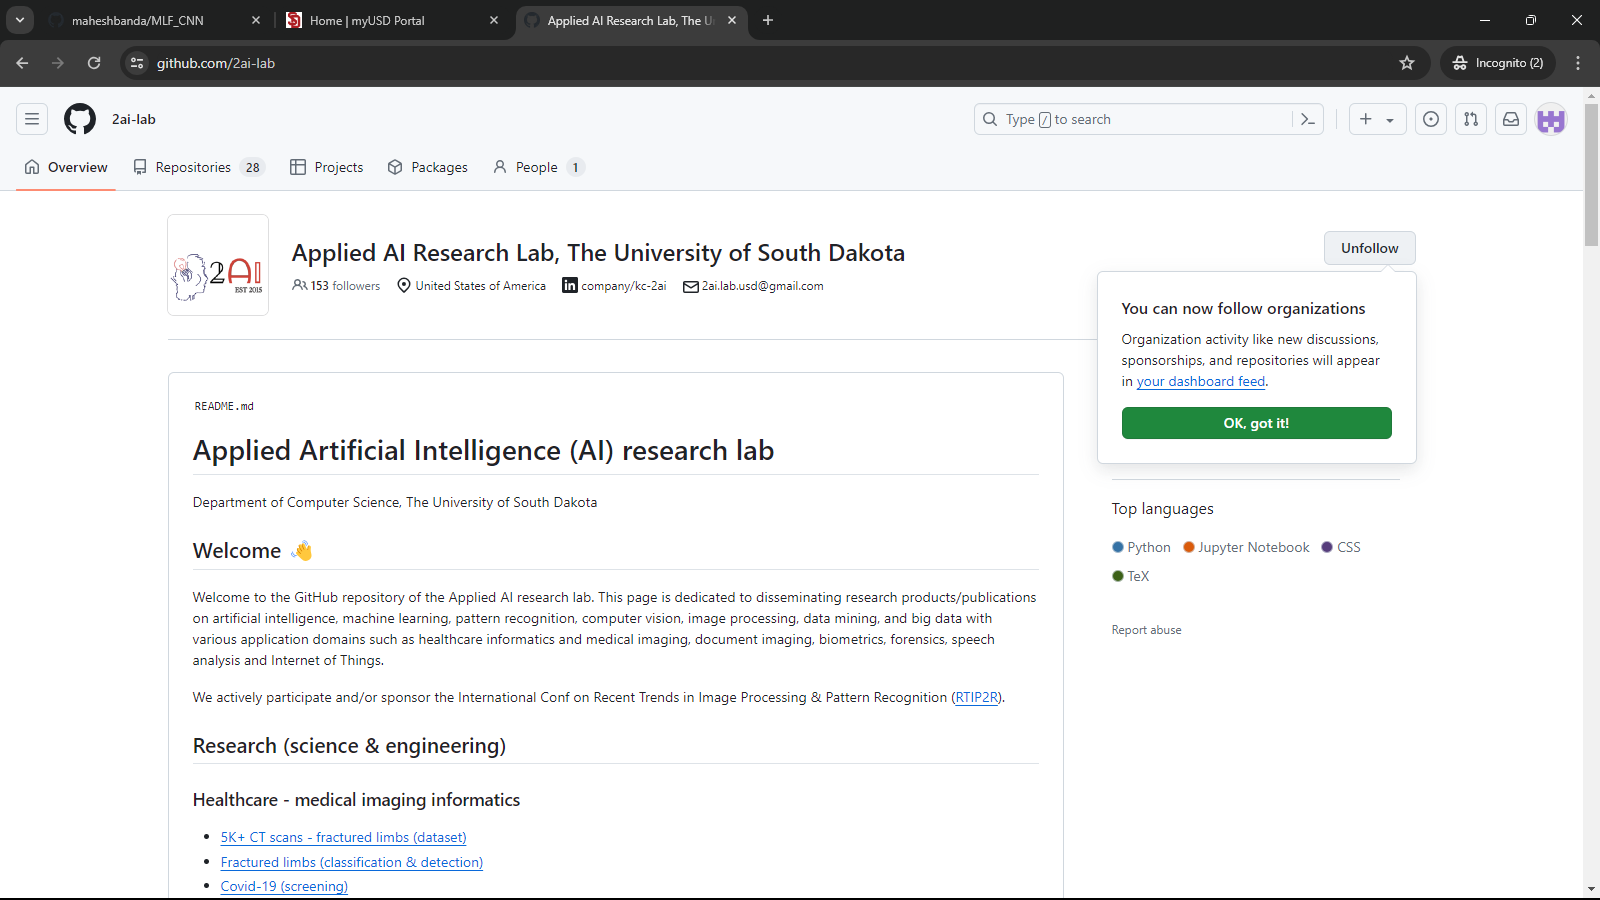 maheshbanda/MLF_CNN
Home | myUSD Portal
Applied AI Research Lab, The U
github.com/2ai-lab
Incognito (2)
2ai-lab
Type / to search
Overview
Repositories 28
Projects
Packages
People 1
2AI
EST 2015
Applied AI Research Lab, The University of South Dakota
153 followers
United States of America
company/kc-2ai
2ai.lab.usd@gmail.com
Unfollow
You can now follow organizations
Organization activity like new discussions,
sponsorships, and repositories will appear
in your dashboard feed.
OK, got it!
README.md
Applied Artificial Intelligence (AI) research lab
Department of Computer Science, The University of South Dakota
Welcome 👋
Welcome to the GitHub repository of the Applied AI research lab. This page is dedicated to disseminating research products/publications
on artificial intelligence, machine learning, pattern recognition, computer vision, image processing, data mining, and big data with
various application domains such as healthcare informatics and medical imaging, document imaging, biometrics, forensics, speech
analysis and Internet of Things.
We actively participate and/or sponsor the International Conf on Recent Trends in Image Processing & Pattern Recognition (RTIP2R).
Research (science & engineering)
Healthcare - medical imaging informatics
5K+ CT scans - fractured limbs (dataset)
Fractured limbs (classification & detection)
Covid-19 (screening)
Top languages
Python
Jupyter Notebook
CSS
TeX
Report abuse